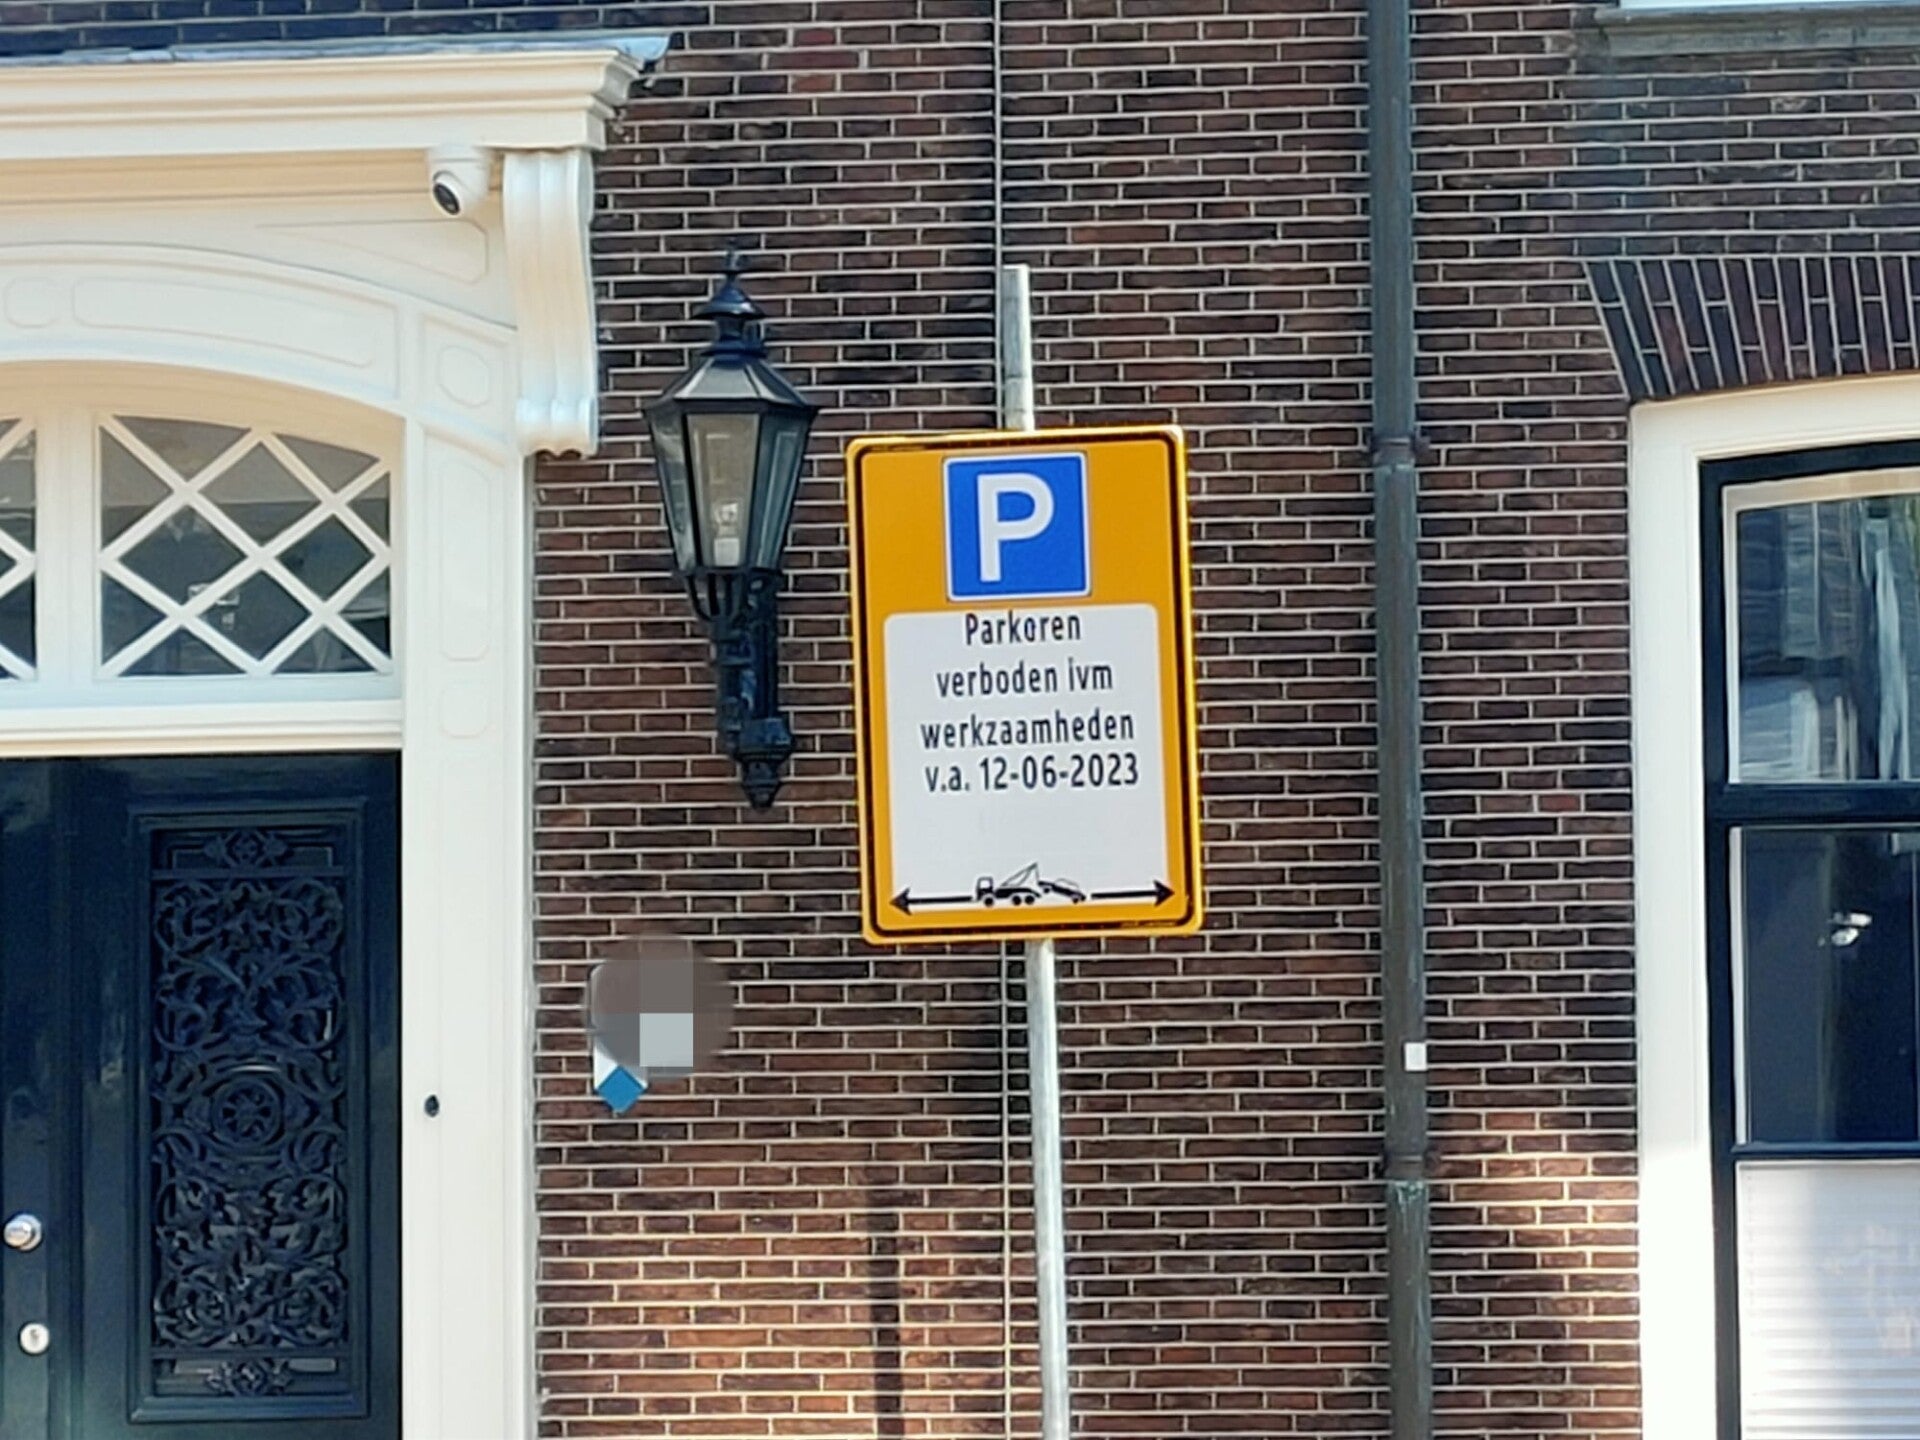 P
Parkoren
verboden ivm
werkzaamheden
v.a. 12-06-2023